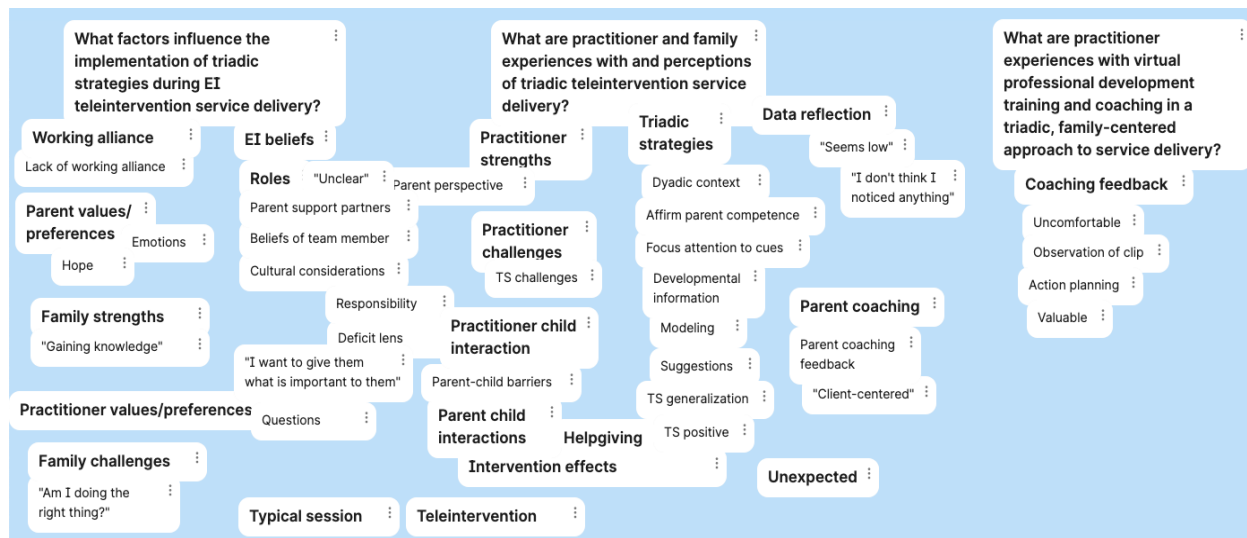 What factors influence the
implementation of triadic
strategies during EI
teleintervention service delivery?
Working alliance
Lack of working alliance
Parent values/
preferences
Emotions
Hope
Family strengths
"Gaining knowledge"
Practitioner values/preferences
Family challenges
"Am I doing the
right thing?"
EI beliefs
Roles
"Unclear"
Parent support partners
Beliefs of team member
Cultural considerations
Responsibility
Deficit lens
"I want to give them
what is important to them"
Questions
Typical session
What are practitioner and family
experiences with and perceptions
of triadic teleintervention service
delivery?
Practitioner
strengths
Parent perspective
Practitioner
challenges
TS challenges
Practitioner child
interaction
Parent-child barriers
Parent child
interactions
Helpgiving
Intervention effects
Teleintervention
Triadic
strategies
Dyadic context
Affirm parent competence
Focus attention to cues
Developmental
information
Modeling
Suggestions
TS generalization
TS positive
Data reflection
"Seems low"
"I don't think I
noticed anything"
Parent coaching
Parent coaching
feedback
"Client-centered"
Unexpected
What are practitioner
experiences with virtual
professional development
training and coaching in a
triadic, family-centered
approach to service delivery?
Coaching feedback
Uncomfortable
Observation of clip
Action planning
Valuable